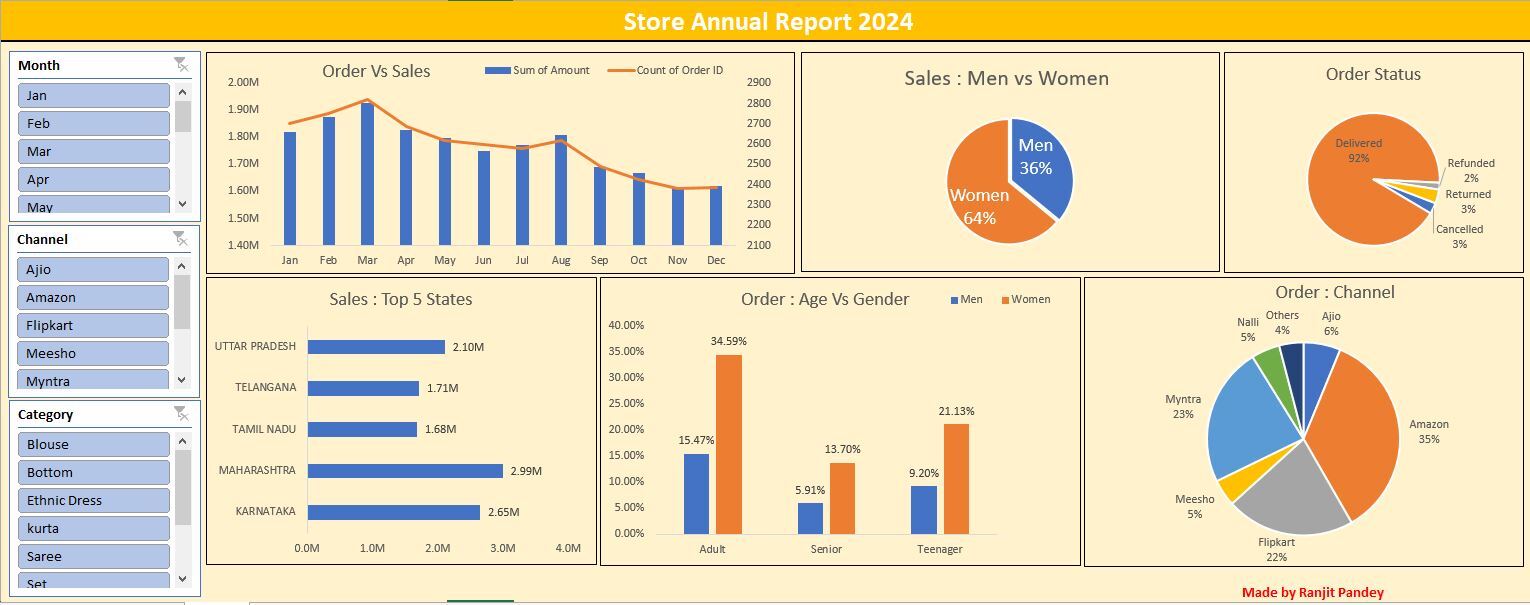 Store Annual Report 2024
Month
Jan
Feb
Mar
Apr
May
Channel
Ajio
Amazon
Flipkart
Meesho
Myntra
Category
Blouse
Bottom
Ethnic Dress
kurta
Saree
Set
Order Vs Sales
Sum of Amount
Count of Order ID
2.00M
1.90M
1.80M
1.70M
1.60M
1.50M
1.40M
2900
2800
2700
2600
2500
2400
2300
2200
2100
Jan Feb Mar Apr May Jun Jul Aug Sep Oct Nov Dec
Sales : Men vs Women
Men
36%
Women
64%
Order Status
Delivered
92%
Refunded
2%
Returned
3%
Cancelled
3%
Sales : Top 5 States
UTTAR PRADESH 2.10M
TELANGANA 1.71M
TAMIL NADU 1.68M
MAHARASHTRA 2.99M
KARNATAKA 2.65M
0.0M 1.0M 2.0M 3.0M 4.0M
Order : Age Vs Gender
Men
Women
40.00%
35.00%
30.00%
25.00%
20.00%
15.00%
10.00%
5.00%
0.00%
15.47%
34.59%
5.91%
13.70%
9.20%
21.13%
Adult Senior Teenager
Order : Channel
Nalli
5%
Others
4%
Ajio
6%
Myntra
23%
Amazon
35%
Meesho
5%
Flipkart
22%
Made by Ranjit Pandey